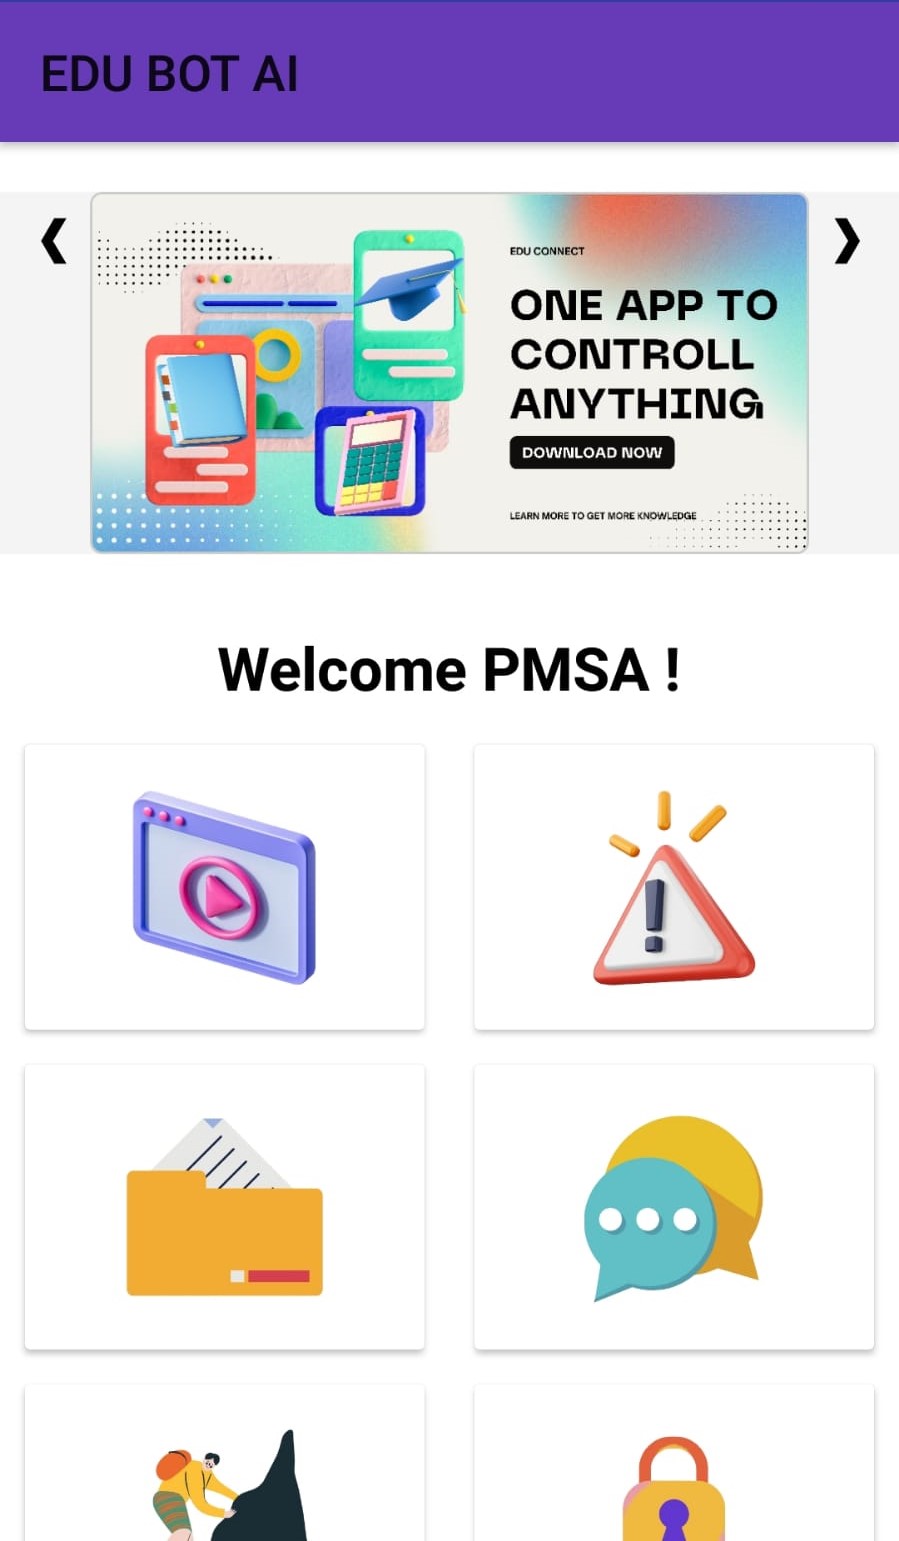 EDU BOT AI
EDU CONNECT
ONE APP TO
CONTROLL
ANYTHING
DOWNLOAD NOW
LEARN MORE TO GET MORE KNOWLEDGE
Welcome PMSA !